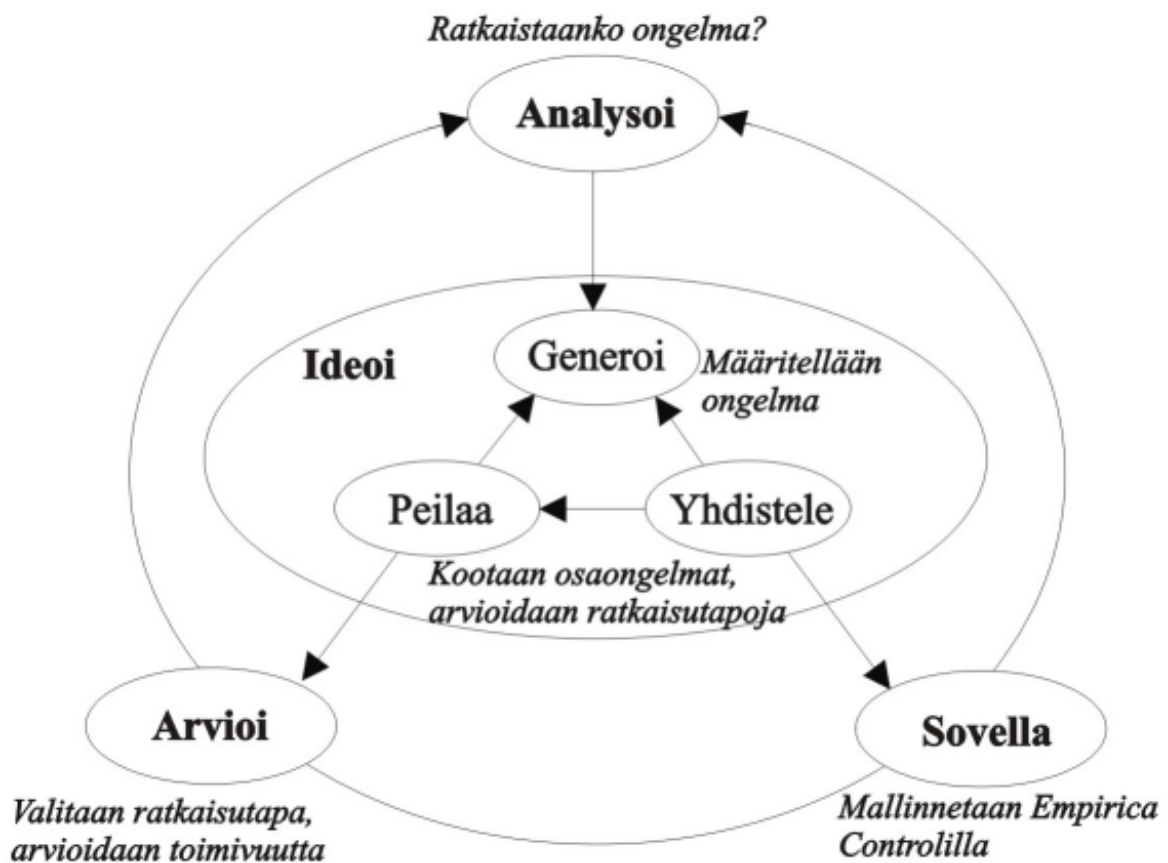 Ratkaistaanko ongelma?
Analysoi
Ideoi
Generoi
Määritellään
ongelma
Peilaa
Yhdistele
Kootaan osaongelmat,
arvioidaan ratkaisutapoja
Arvioi
Sovella
Valitaan ratkaisutapa,
arvioidaan toimivuutta
Mallinnetaan Empirica
Controlilla